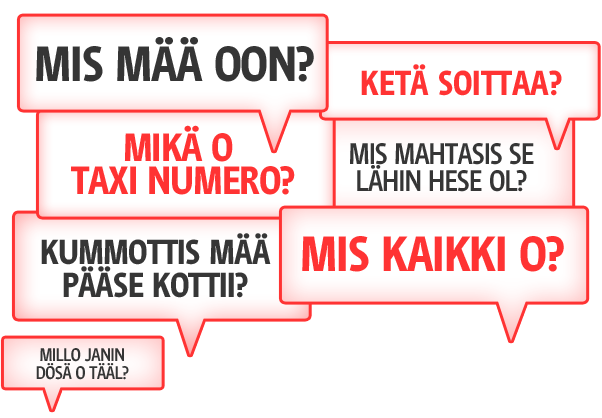 MIS MÄÄ OON?
KETÄ SOITTAA?
MIKÄ O
TAXI NUMERO?
MIS MAHTASIS SE
LÄHIN HESE OL?
KUMMOTTIS MÄÄ
PÄÄSE KOTTII?
MIS KAIKKI O?
MILLO JANIN
DÖSÄ O TÄÄL?